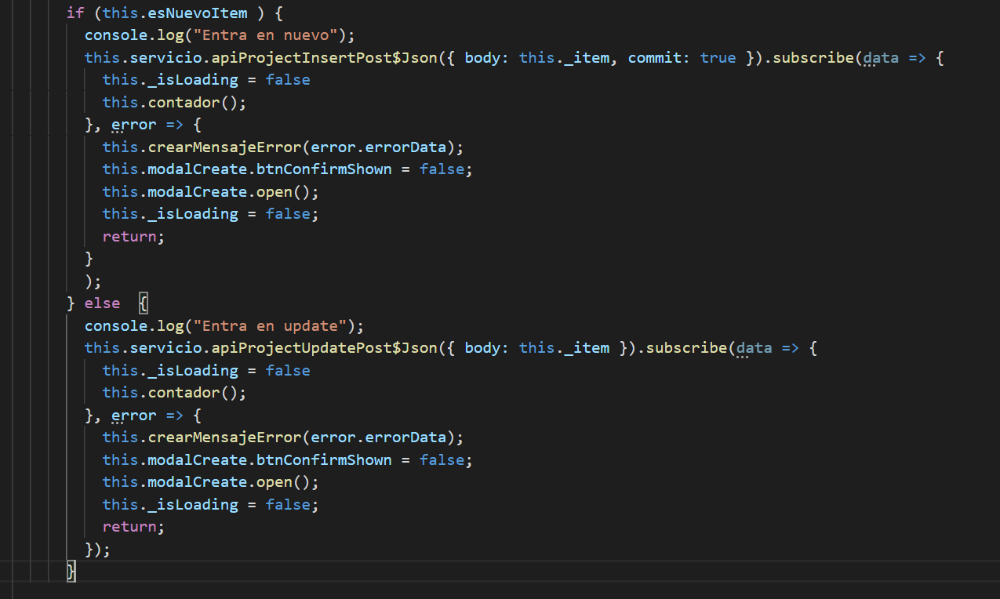 if (this.esNuevoItem ) {
console.log("Entra en nuevo");
this.servicio.apiProjectInsertPost$Json({ body: this._item, commit: true }).subscribe(data => {
this._isLoading = false
this.contador();
}, error => {
this.crearMensajeError(error.errorData);
this.modalCreate.btnConfirmShown = false;
this.modalCreate.open();
this._isLoading = false;
return;
}
);
} else  {
console.log("Entra en update");
this.servicio.apiProjectUpdatePost$Json({ body: this._item }).subscribe(data => {
this._isLoading = false
this.contador();
}, error => {
this.crearMensajeError(error.errorData);
this.modalCreate.btnConfirmShown = false;
this.modalCreate.open();
this._isLoading = false;
return;
});
}